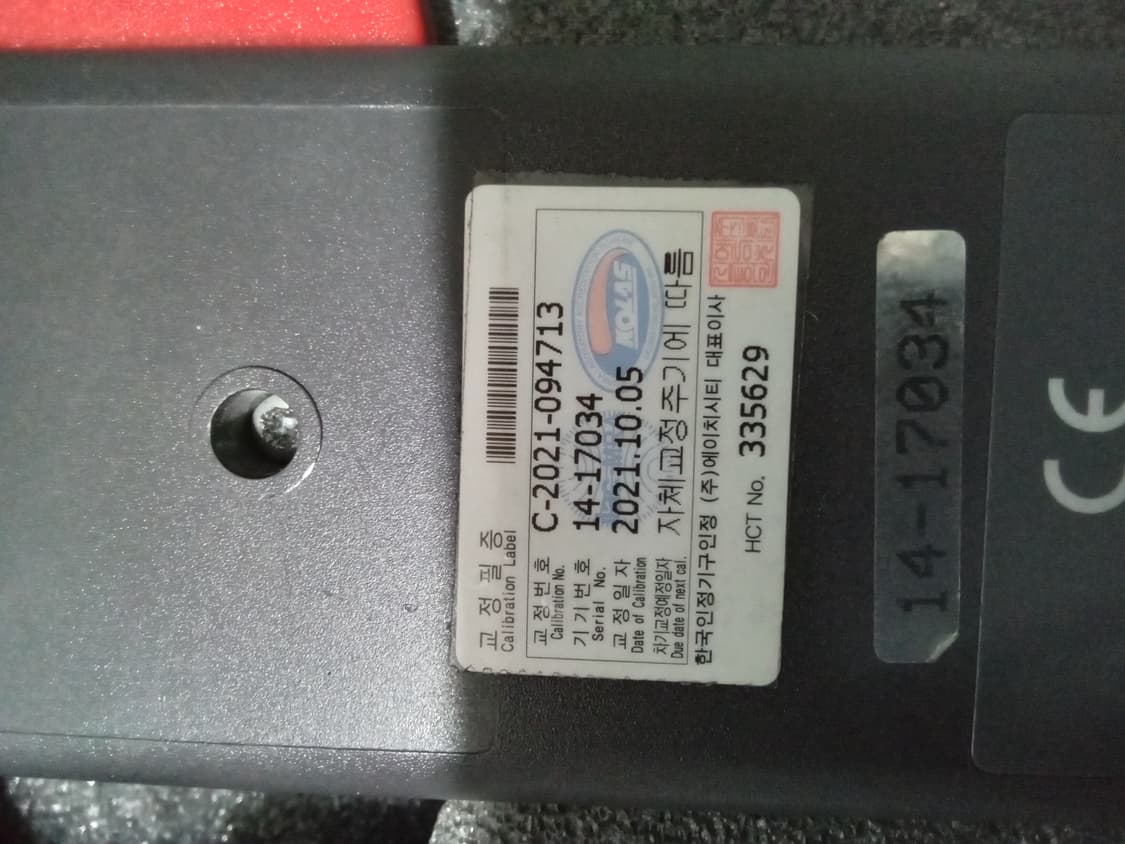 교정필증
Calibration Label
교정번호 C-2021-094713
Calibration No.
기기번호 14-17034
Serial No.
교정일자 2021.10.05
Date of Calibration
차기교정예정일자 자체교정주기에 따름
Due date of next cal.
한국인정기구인정 (주)에이치시티 대표이사
HCT No. 335629
14-17034
CE